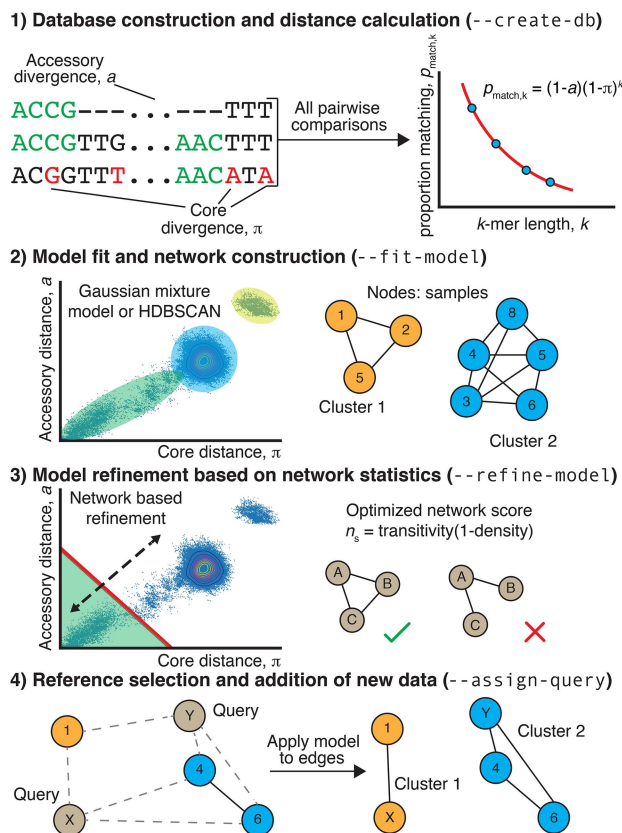 1) Database construction and distance calculation (--create-db)
Accessory
divergence, a
ACCG---- ... ---TTT
ACCGTTG... AACTTT
ACGGTTT... AACATA
Core
divergence, π
All pairwise
comparisons
proportion matching, pmatch,k
pmatch,k = (1-a)(1-π)k
k-mer length, k
2) Model fit and network construction (--fit-model)
Accessory distance, a
Gaussian mixture
model or HDBSCAN
Core distance, π
Nodes: samples
1
2
5
Cluster 1
8
4
5
3
6
Cluster 2
3) Model refinement based on network statistics (--refine-model)
Accessory distance, a
Network based
refinement
Core distance, π
Optimized network score
ns = transitivity(1-density)
A
B
C
A
B
C
4) Reference selection and addition of new data (--assign-query)
1
Y
Query
4
Query
X
6
Apply model
to edges
1
Cluster 1
X
Y
Cluster 2
4
6